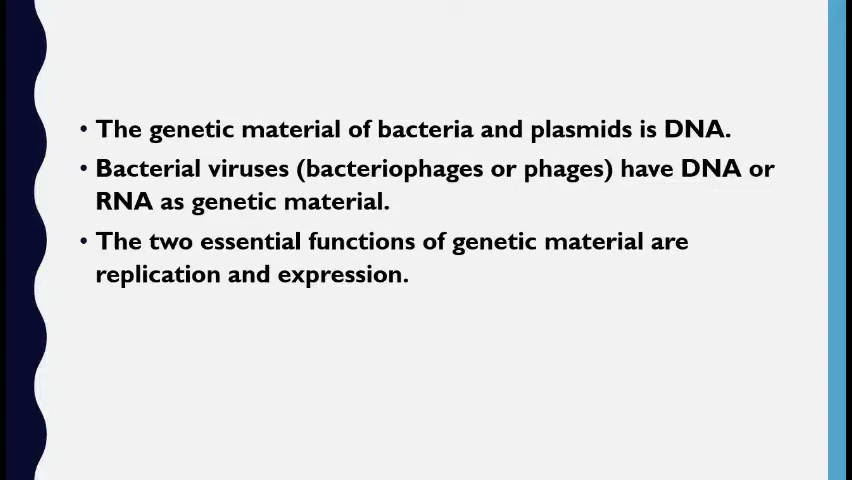 • The genetic material of bacteria and plasmids is DNA.
• Bacterial viruses (bacteriophages or phages) have DNA or
RNA as genetic material.
• The two essential functions of genetic material are
replication and expression.